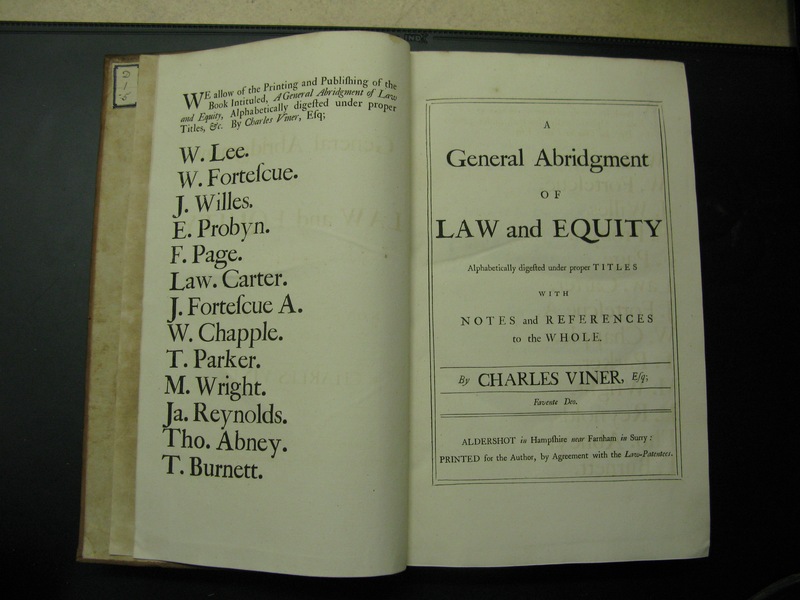 WE allow of the Printing and Publiſhing of the
Book Intituled, A General Abridgment of Law
and Equity, Alphabetically digeſted under proper
Titles, &c. By Charles Viner, Eſq;
W. Lee.
W. Forteſcue.
J. Willes.
E. Probyn.
F. Page.
Law. Carter.
J. Forteſcue A.
W. Chapple.
T. Parker.
M. Wright.
Ja. Reynolds.
Tho. Abney.
T. Burnett.
A
General Abridgment
OF
LAW and EQUITY
Alphabetically digeſted under proper TITLES
WITH
NOTES and REFERENCES
to the WHOLE.
By CHARLES VINER, Eſq;
Favente Deo.
ALDERSHOT in Hampſhire near Farnham in Surry:
PRINTED for the Author, by Agreement with the Law-Patentees.